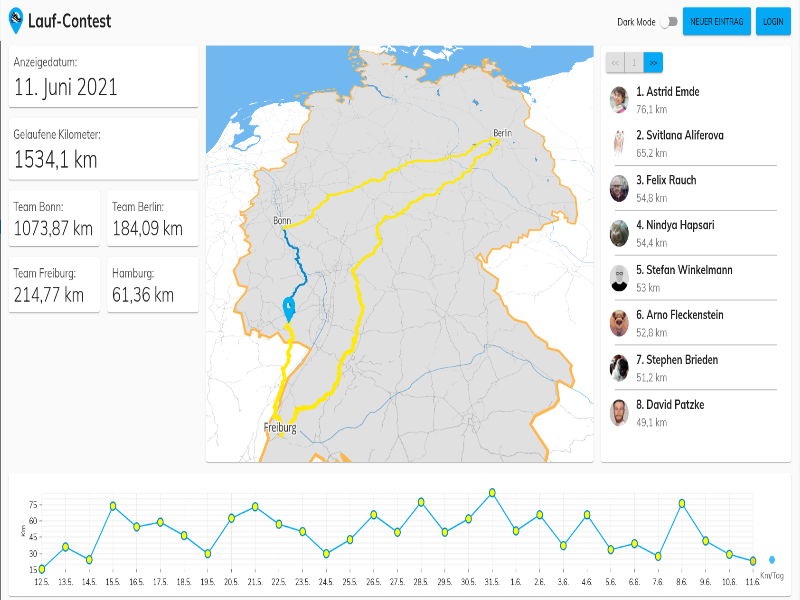 Lauf-Contest
Dark Mode
NEUER EINTRAG
LOGIN
Anzeigedatum:
11. Juni 2021
Gelaufene Kilometer:
1534,1 km
Team Bonn:
1073,87 km
Team Berlin:
184,09 km
Team Freiburg:
214,77 km
Hamburg:
61,36 km
Berlin
Bonn
Freiburg
<< 1 >>
1. Astrid Emde
76,1 km
2. Svitlana Aliferova
65,2 km
3. Felix Rauch
54,8 km
4. Nindya Hapsari
54,4 km
5. Stefan Winkelmann
53 km
6. Arno Fleckenstein
52,8 km
7. Stephen Brieden
51,2 km
8. David Patzke
49,1 km
Km
75
60
45
30
15
12.5. 13.5. 14.5. 15.5. 16.5. 17.5. 18.5. 19.5. 20.5. 21.5. 22.5. 23.5. 24.5. 25.5. 26.5. 27.5. 28.5. 29.5. 30.5. 31.5. 1.6. 2.6. 3.6. 4.6. 5.6. 6.6. 7.6. 8.6. 9.6. 10.6. 11.6.
Km/Tag